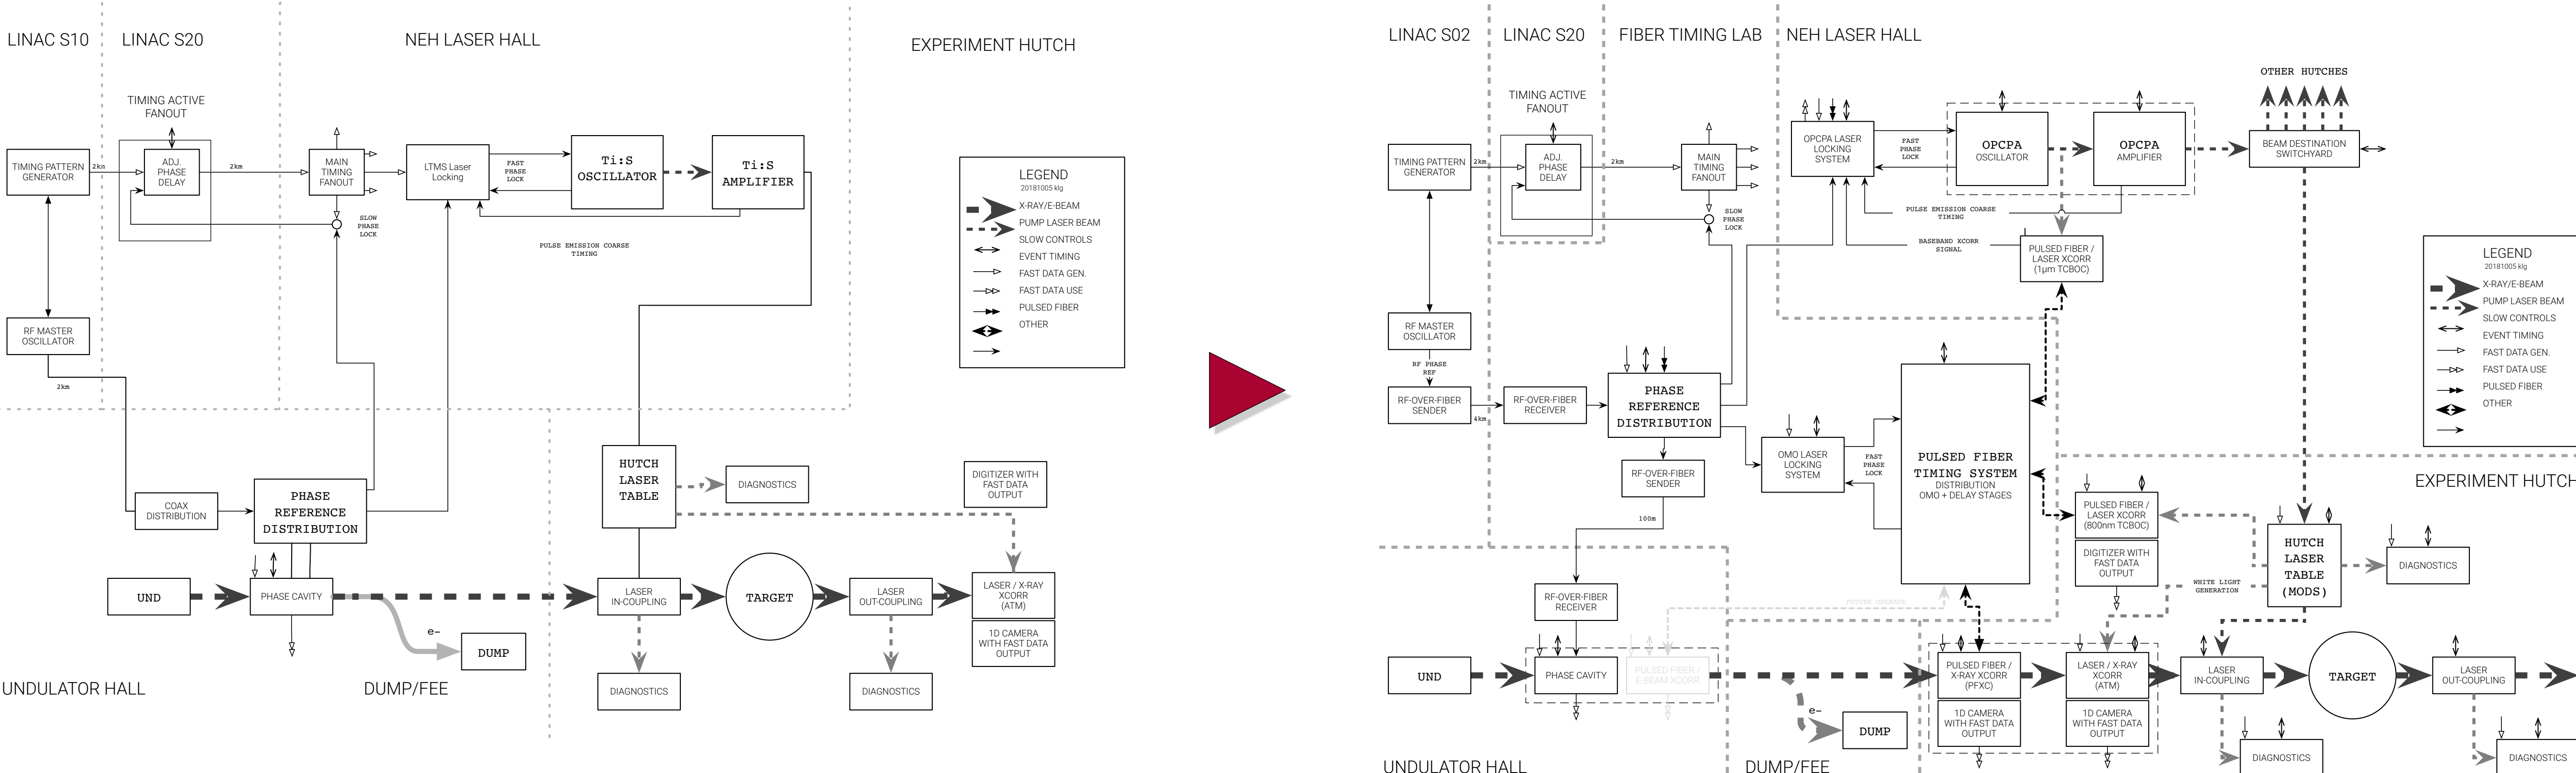 LINAC S10
LINAC S20
NEH LASER HALL
EXPERIMENT HUTCH
TIMING ACTIVE
FANOUT
TIMING PATTERN
GENERATOR
2km
ADJ.
PHASE
DELAY
2km
MAIN
TIMING
FANOUT
SLOW
PHASE
LOCK
LTMS Laser
Locking
FAST
PHASE
LOCK
Ti:S
OSCILLATOR
Ti:S
AMPLIFIER
PULSE EMISSION COARSE
TIMING
LEGEND
20181005 klg
X-RAY/E-BEAM
PUMP LASER BEAM
SLOW CONTROLS
EVENT TIMING
FAST DATA GEN.
FAST DATA USE
PULSED FIBER
OTHER
RF MASTER
OSCILLATOR
2km
COAX
DISTRIBUTION
PHASE
REFERENCE
DISTRIBUTION
HUTCH
LASER
TABLE
DIAGNOSTICS
DIGITIZER WITH
FAST DATA
OUTPUT
UND
PHASE CAVITY
e-
DUMP
LASER
IN-COUPLING
TARGET
LASER
OUT-COUPLING
LASER / X-RAY
XCORR
(ATM)
1D CAMERA
WITH FAST DATA
OUTPUT
DIAGNOSTICS
DIAGNOSTICS
UNDULATOR HALL
DUMP/FEE
LINAC S02
LINAC S20
FIBER TIMING LAB
NEH LASER HALL
TIMING ACTIVE
FANOUT
TIMING PATTERN
GENERATOR
2km
ADJ.
PHASE
DELAY
2km
MAIN
TIMING
FANOUT
SLOW
PHASE
LOCK
OPCPA LASER
LOCKING
SYSTEM
FAST
PHASE
LOCK
OPCPA
OSCILLATOR
OPCPA
AMPLIFIER
OTHER HUTCHES
BEAM DESTINATION
SWITCHYARD
PULSE EMISSION COARSE
TIMING
BASEBAND XCORR
SIGNAL
PULSED FIBER /
LASER XCORR
(1µm TCBOC)
LEGEND
20181005 klg
X-RAY/E-BEAM
PUMP LASER BEAM
SLOW CONTROLS
EVENT TIMING
FAST DATA GEN.
FAST DATA USE
PULSED FIBER
OTHER
RF MASTER
OSCILLATOR
RF PHASE
REF
RF-OVER-FIBER
SENDER
4km
RF-OVER-FIBER
RECEIVER
PHASE
REFERENCE
DISTRIBUTION
RF-OVER-FIBER
SENDER
100m
OMO LASER
LOCKING
SYSTEM
FAST
PHASE
LOCK
PULSED FIBER
TIMING SYSTEM
DISTRIBUTION
OMO + DELAY STAGES
EXPERIMENT HUTCH
PULSED FIBER /
LASER XCORR
(800nm TCBOC)
DIGITIZER WITH
FAST DATA
OUTPUT
WHITE LIGHT
GENERATION
HUTCH
LASER
TABLE
(MODS)
DIAGNOSTICS
RF-OVER-FIBER
RECEIVER
FUTURE UPGRADE
UND
PHASE CAVITY
PULSED FIBER /
E-BEAM XCORR
e-
DUMP
PULSED FIBER /
X-RAY XCORR
(PFXC)
1D CAMERA
WITH FAST DATA
OUTPUT
LASER / X-RAY
XCORR
(ATM)
1D CAMERA
WITH FAST DATA
OUTPUT
LASER
IN-COUPLING
TARGET
LASER
OUT-COUPLING
DIAGNOSTICS
DIAGNOSTICS
UNDULATOR HALL
DUMP/FEE